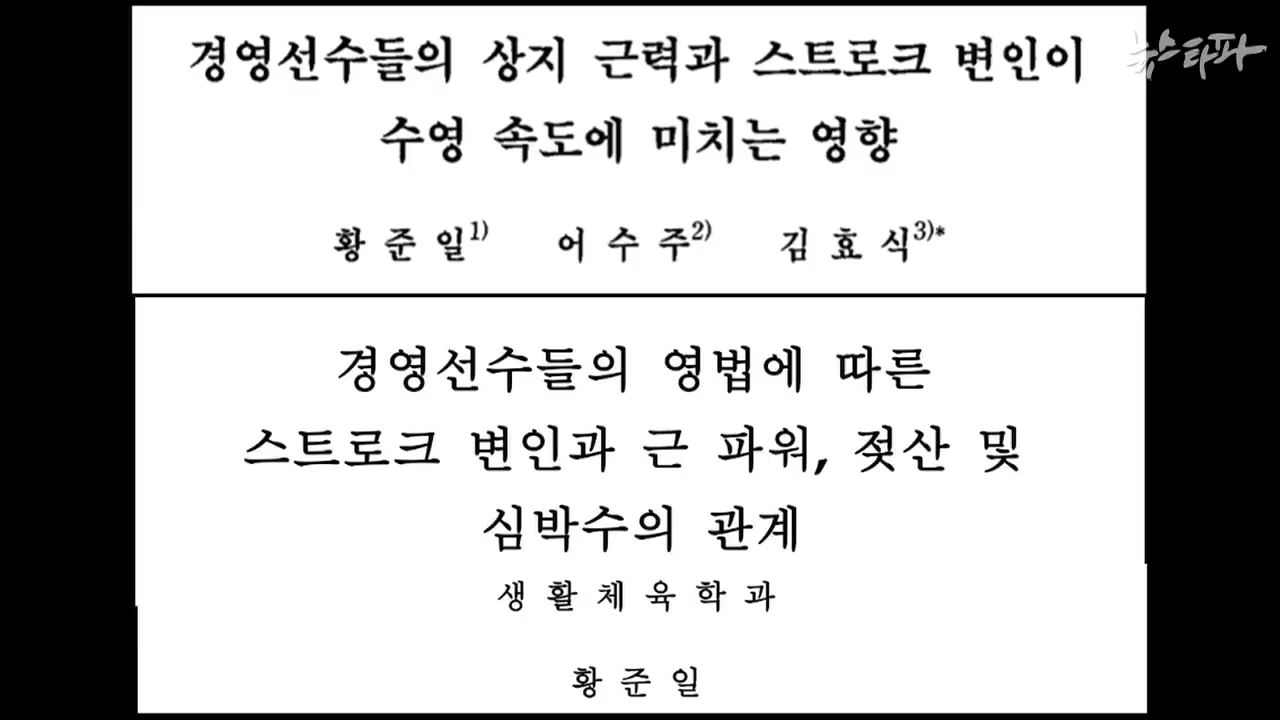 뉴스타파
경영선수들의 상지 근력과 스트로크 변인이
수영 속도에 미치는 영향
황 준 일1) 어 수 주2) 김 효 식3)*
경영선수들의 영법에 따른
스트로크 변인과 근 파워, 젖산 및
심박수의 관계
생 활 체 육 학 과
황 준 일